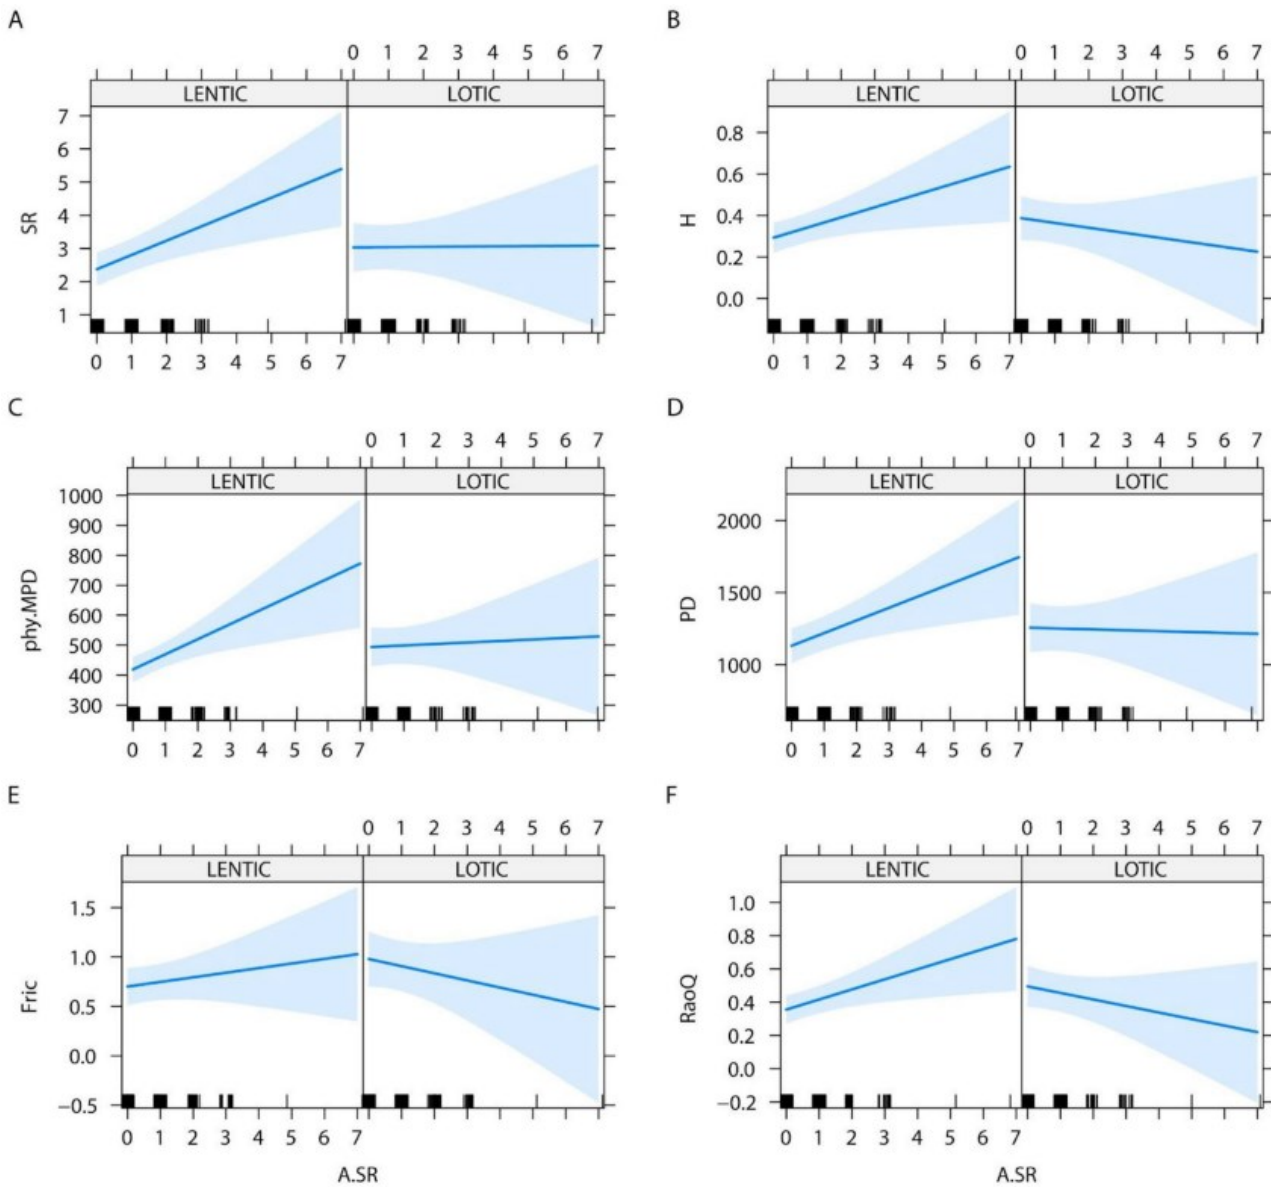 A
B
0 1 2 3 4 5 6 7
0 1 2 3 4 5 6 7
LENTIC LOTIC
LENTIC LOTIC
SR
7
6
5
4
3
2
1
H
0.8
0.6
0.4
0.2
0.0
0 1 2 3 4 5 6 7
0 1 2 3 4 5 6 7
C
D
0 1 2 3 4 5 6 7
0 1 2 3 4 5 6 7
LENTIC LOTIC
LENTIC LOTIC
phy.MPD
1000
900
800
700
600
500
400
300
PD
2000
1500
1000
0 1 2 3 4 5 6 7
0 1 2 3 4 5 6 7
E
F
0 1 2 3 4 5 6 7
0 1 2 3 4 5 6 7
LENTIC LOTIC
LENTIC LOTIC
Fric
1.5
1.0
0.5
0.0
−0.5
RaoQ
1.0
0.8
0.6
0.4
0.2
0.0
−0.2
0 1 2 3 4 5 6 7
0 1 2 3 4 5 6 7
A.SR
A.SR